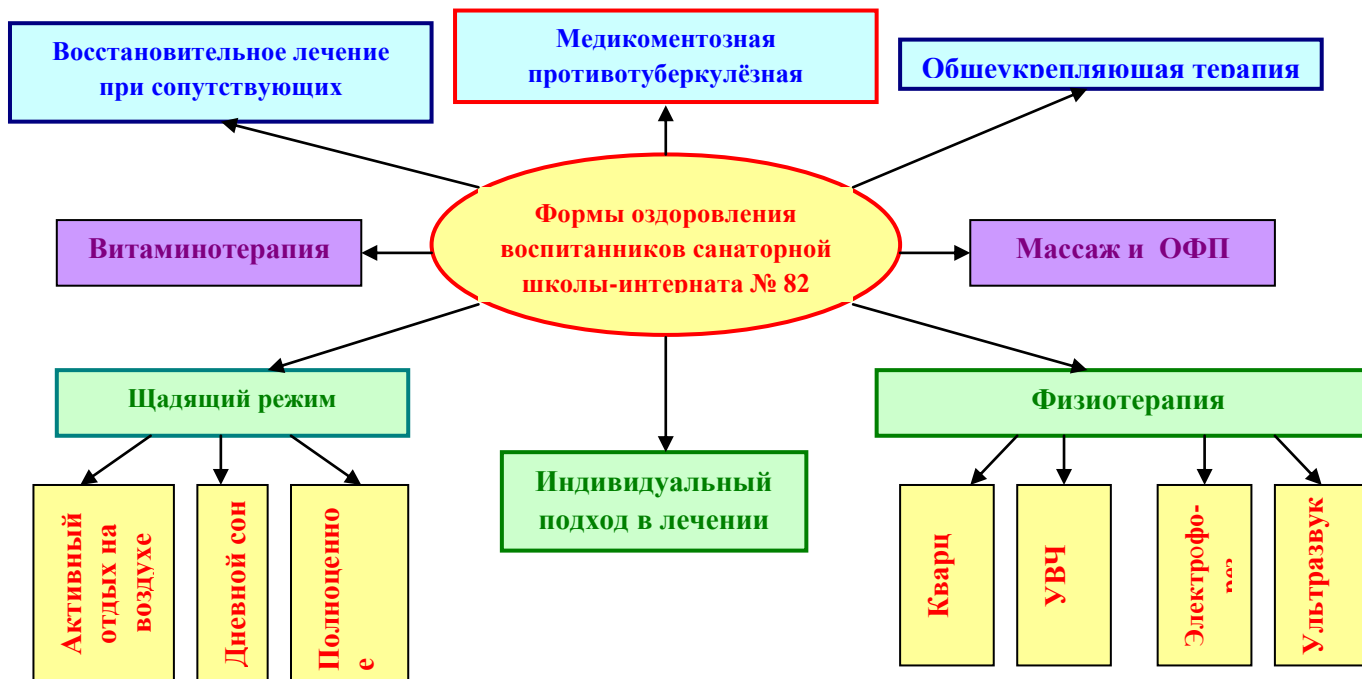 Восстановительное лечение
при сопутствующих
Медикоментозная
противотуберкулёзная
Общеукрепляющая терапия
Формы оздоровления
воспитанников санаторной
школы-интерната № 82
Витаминотерапия
Массаж и ОФП
Щадящий режим
Физиотерапия
Индивидуальный
подход в лечении
Активный
отдых на
воздухе
Дневной сон
Полноценно
е
Кварц
УВЧ
Электрофо-
рез
Ультразвук